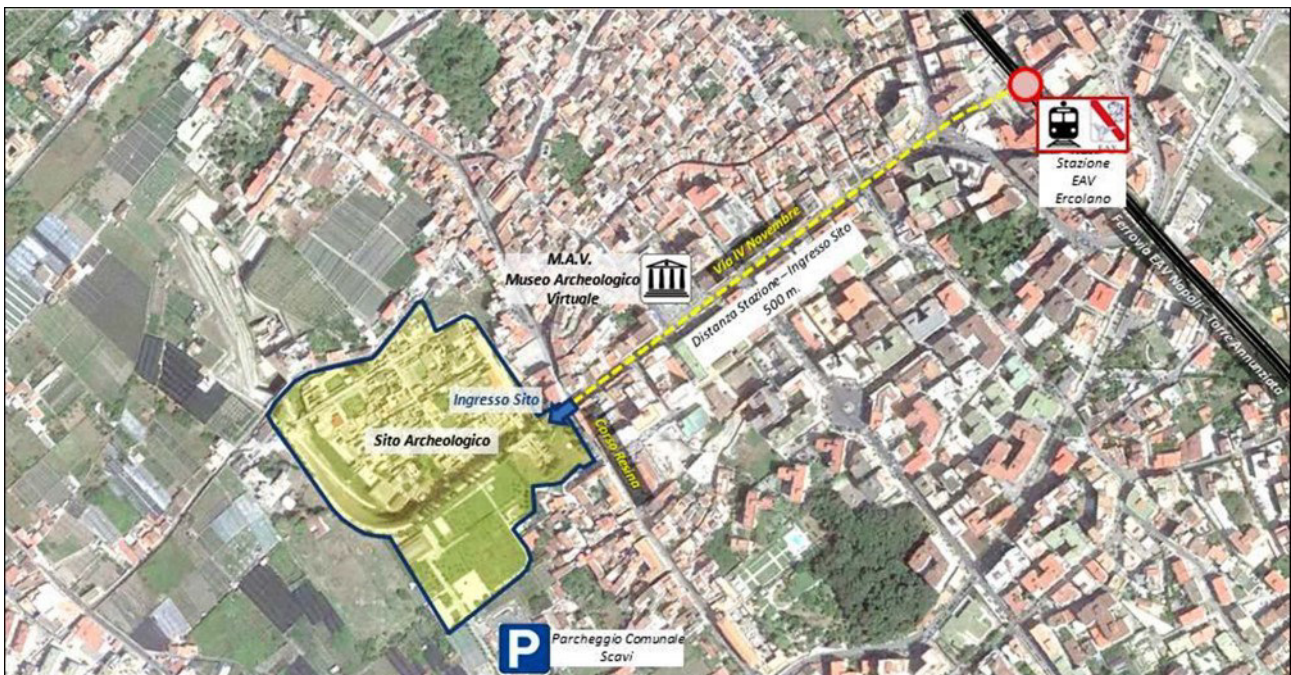 Stazione
EAV
Ercolano
Ferrovia EAV Napoli – Torre Annunziata
Via IV Novembre
Distanza Stazione – Ingresso Sito
500 m.
M.A.V.
Museo Archeologico
Virtuale
Ingresso Sito
Sito Archeologico
Corso Resina
P
Parcheggio Comunale
Scavi